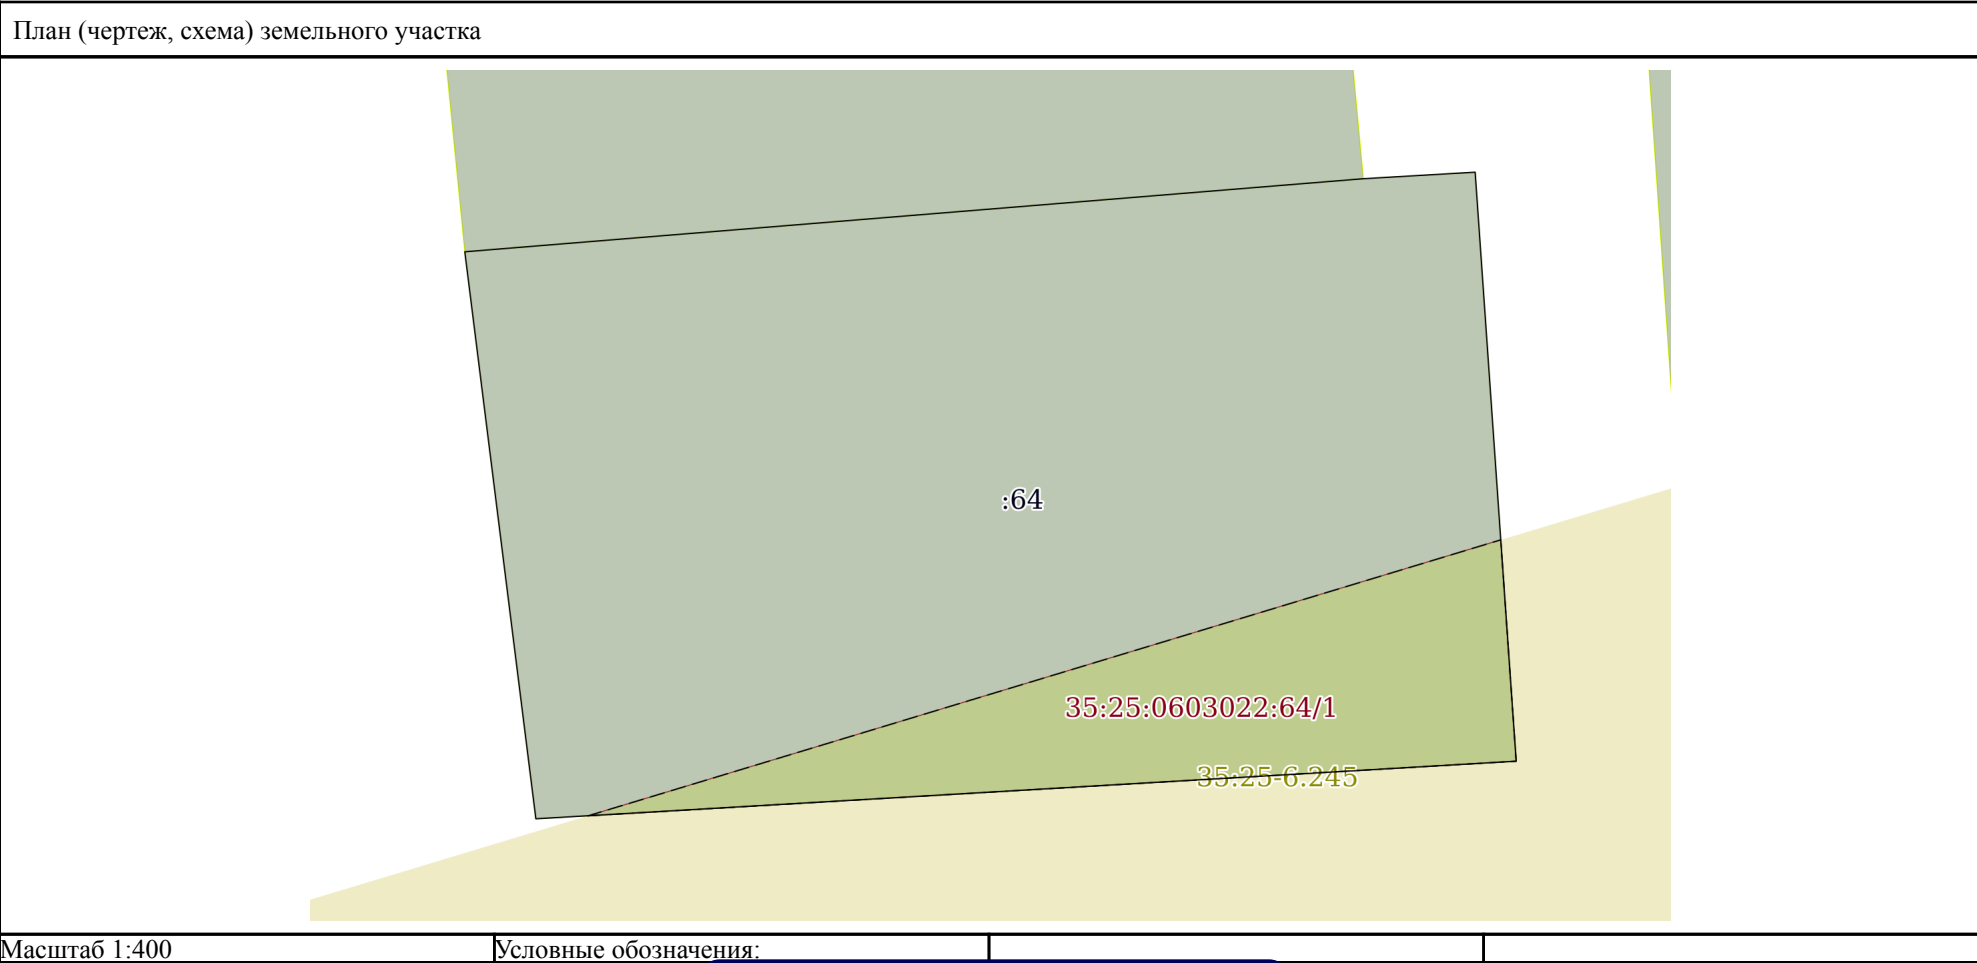 План (чертеж, схема) земельного участка
:64
35:25:0603022:64/1
35:25-6.245
Масштаб 1:400
Условные обозначения: